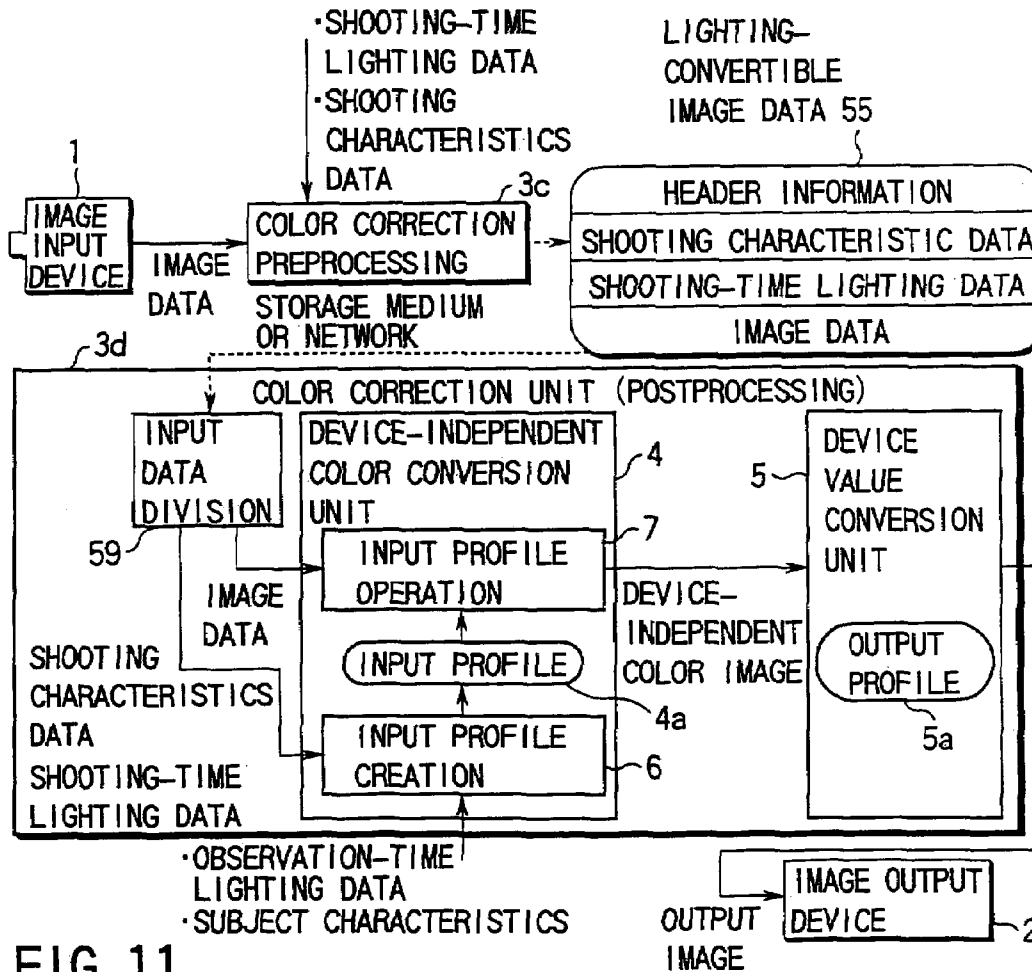 ·SHOOTING-TIME
LIGHTING DATA
·SHOOTING
CHARACTERISTICS
DATA
LIGHTING-
CONVERTIBLE
IMAGE DATA 55
1
IMAGE
INPUT
DEVICE
IMAGE
DATA
3c
COLOR CORRECTION
PREPROCESSING
STORAGE MEDIUM
OR NETWORK
HEADER INFORMATION
SHOOTING CHARACTERISTIC DATA
SHOOTING-TIME LIGHTING DATA
IMAGE DATA
3d
COLOR CORRECTION UNIT (POSTPROCESSING)
INPUT
DATA
DIVISION
59
DEVICE-INDEPENDENT
COLOR CONVERSION
UNIT
4
7
INPUT PROFILE
OPERATION
IMAGE
DATA
INPUT PROFILE
4a
INPUT PROFILE
CREATION
6
SHOOTING
CHARACTERISTICS
DATA
SHOOTING-TIME
LIGHTING DATA
DEVICE-
INDEPENDENT
COLOR IMAGE
5
DEVICE
VALUE
CONVERSION
UNIT
OUTPUT
PROFILE
5a
·OBSERVATION-TIME
LIGHTING DATA
·SUBJECT CHARACTERISTICS
OUTPUT
IMAGE
IMAGE OUTPUT
DEVICE
2
FIG. 11